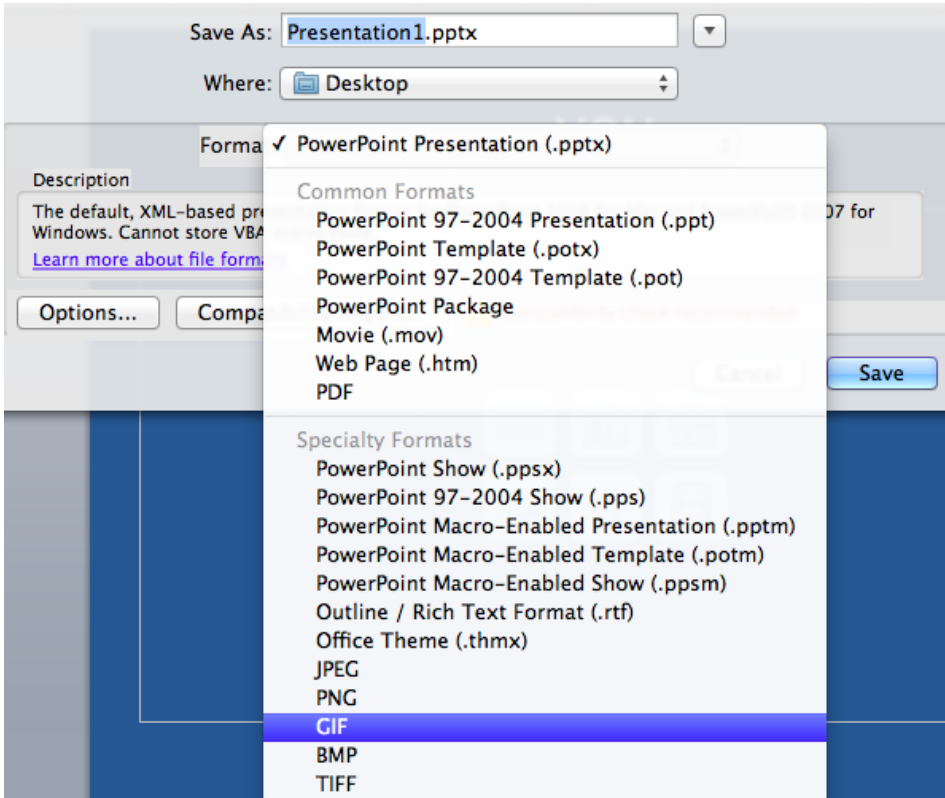 Save As: Presentation1.pptx
Where: Desktop
Forma ✓ PowerPoint Presentation (.pptx)
Description
Common Formats
The default, XML-based pre 07 for
PowerPoint 97-2004 Presentation (.ppt)
Windows. Cannot store VBA
PowerPoint Template (.potx)
Learn more about file forma
PowerPoint 97-2004 Template (.pot)
Options... Compa
PowerPoint Package
Movie (.mov)
Web Page (.htm)
Cancel Save
PDF
Specialty Formats
PowerPoint Show (.ppsx)
PowerPoint 97-2004 Show (.pps)
PowerPoint Macro-Enabled Presentation (.pptm)
PowerPoint Macro-Enabled Template (.potm)
PowerPoint Macro-Enabled Show (.ppsm)
Outline / Rich Text Format (.rtf)
Office Theme (.thmx)
JPEG
PNG
GIF
BMP
TIFF